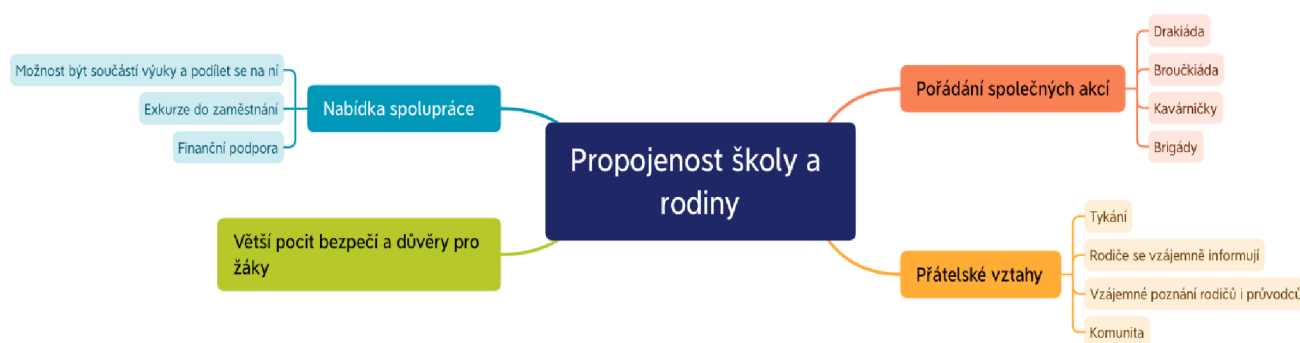 Propojenost školy a
rodiny
Nabídka spolupráce
Možnost být součástí výuky a podílet se na ní
Exkurze do zaměstnání
Finanční podpora
Větší pocit bezpečí a důvěry pro
žáky
Pořádání společných akcí
Drakiáda
Broučkiáda
Kavárničky
Brigády
Přátelské vztahy
Tykání
Rodiče se vzájemně informují
Vzájemné poznání rodičů i průvodců
Komunita